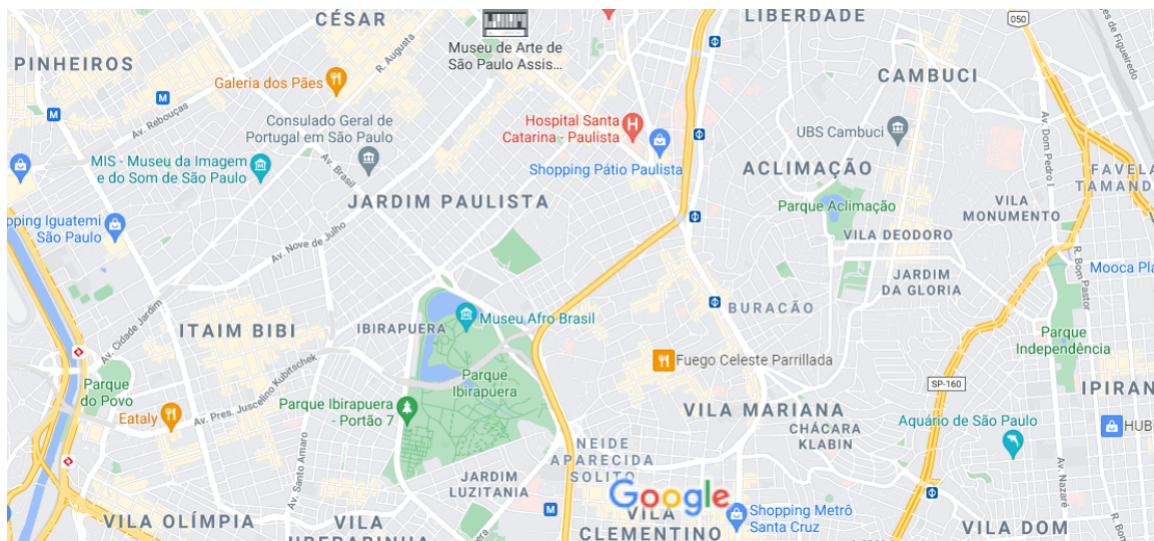 CÉSAR
LIBERDADE
050
PINHEIROS
R. Augusta
Museu de Arte de
São Paulo Assis...
CAMBUCI
de Figueiredo
Galeria dos Pães
M
M
Av. Rebouças
Consulado Geral de
Portugal em São Paulo
Hospital Santa
Catarina - Paulista
H
UBS Cambuci
Av. Dom Pedro I
MIS - Museu da Imagem
e do Som de São Paulo
Av. Brasil
Shopping Pátio Paulista
ACLIMAÇÃO
FAVELA
TAMAND
JARDIM PAULISTA
Parque Aclimação
VILA
MONUMENTO
pping Iguatemi
São Paulo
Av. Nove de Julho
VILA DEODORO
R. Bom Pastor
Mooca Pla
JARDIM
DA GLORIA
Av. Cidade Jardim
ITAIM BIBI
IBIRAPUERA
Museu Afro Brasil
BURACÃO
Parque
Independência
Fuego Celeste Parrillada
Parque
do Povo
Av. Pres. Juscelino Kubitschek
Parque
Ibirapuera
SP-160
IPIRAN
Eataly
Parque Ibirapuera
- Portão 7
VILA MARIANA
CHÁCARA
KLABIN
Aquário de São Paulo
HUB
Av. Santo Amaro
NEIDE
APARECIDA
SOLITO
JARDIM
LUZITANIA
Av. Nazaré
Google
M
VILA OLÍMPIA
VILA
UBERABINHA
VILA
CLEMENTINO
Shopping Metrô
Santa Cruz
VILA DOM
R. Bom